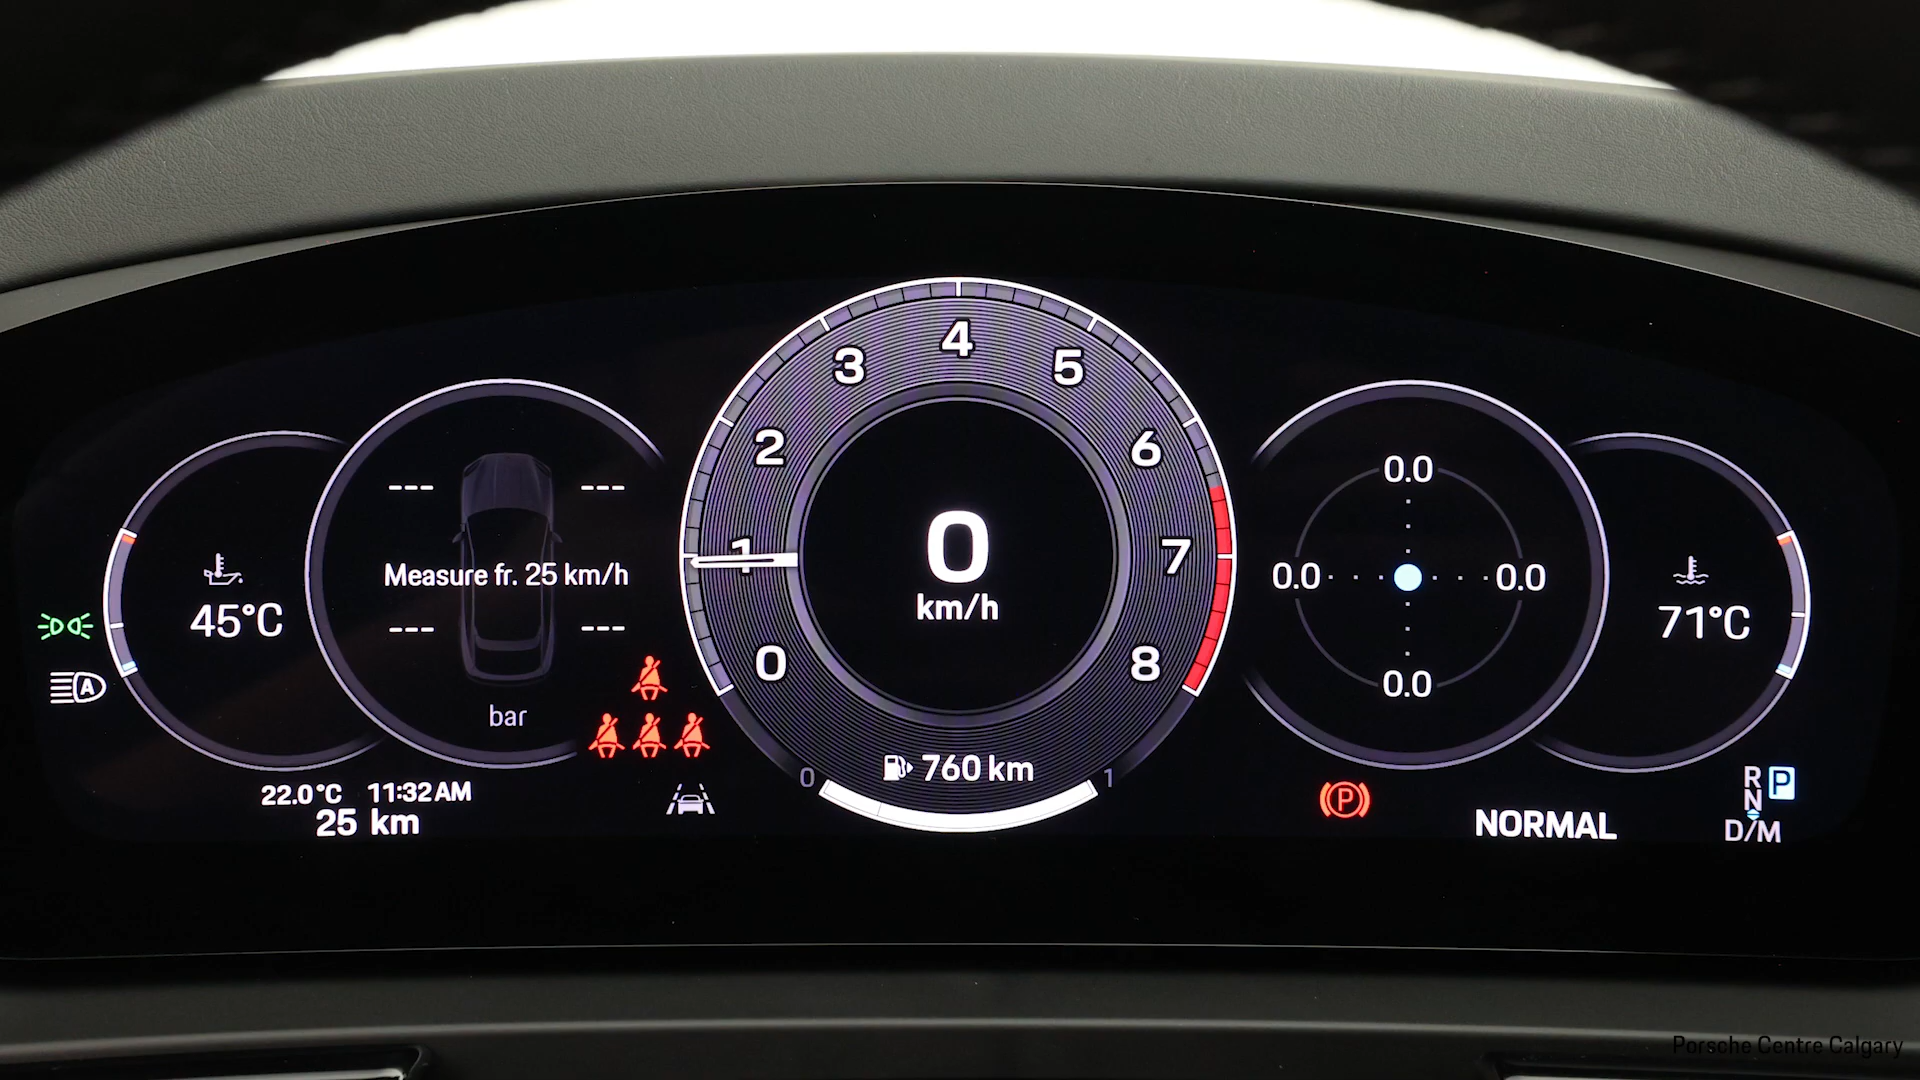 4
3 5
2 6
--- ---
0.0
1 7
0
km/h
Measure fr. 25 km/h
0.0 0.0
45°C
71°C
--- ---
A
0 8
0.0
bar
760 km
0 1
22.0°C 11:32AM
25 km
P
NORMAL
R P
N
D/M
Porsche Centre Calgary